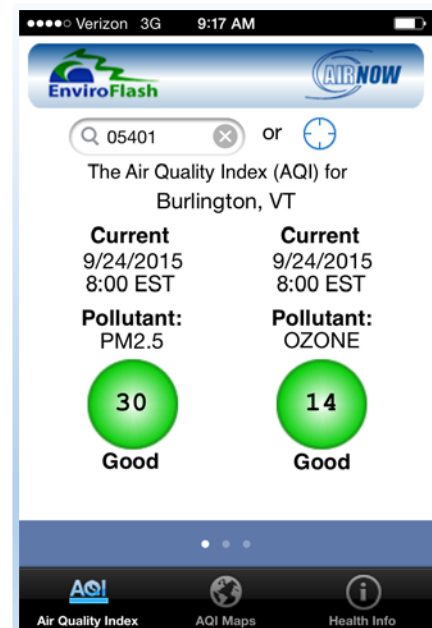 Verizon 3G 9:17 AM
EnviroFlash
AIRNOW
05401 or
The Air Quality Index (AQI) for
Burlington, VT
Current Current
9/24/2015 9/24/2015
8:00 EST 8:00 EST
Pollutant: Pollutant:
PM2.5 OZONE
30 14
Good Good
AQI
Air Quality Index AQI Maps Health Info